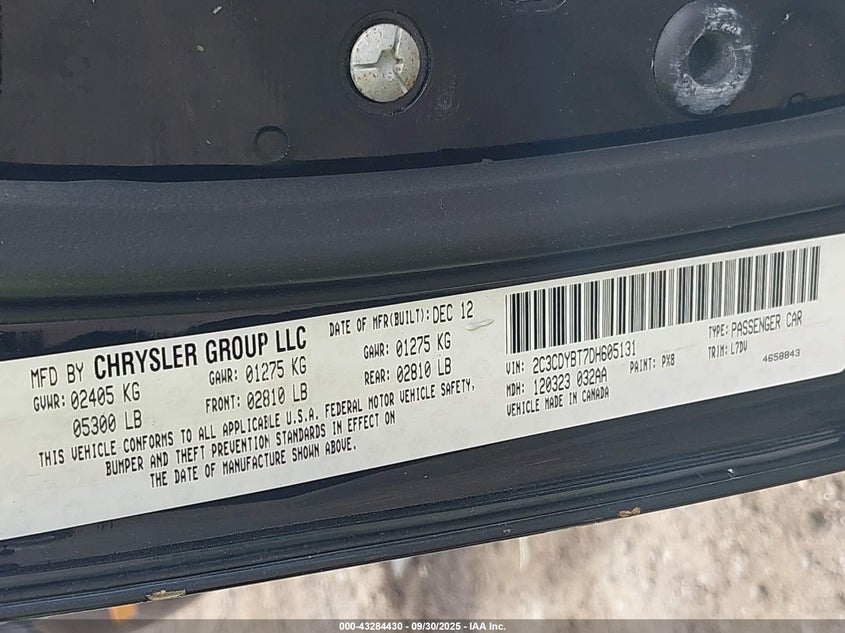 MFD BY CHRYSLER GROUP LLC
DATE OF MFR(BUILT): DEC 12
GVWR: 02405 KG
GAWR: 01275 KG
GAWR: 01275 KG
05300 LB
FRONT: 02810 LB
REAR: 02810 LB
THIS VEHICLE CONFORMS TO ALL APPLICABLE U.S.A. FEDERAL MOTOR VEHICLE SAFETY,
BUMPER AND THEFT PREVENTION STANDARDS IN EFFECT ON
THE DATE OF MANUFACTURE SHOWN ABOVE.
VIN: 2C3CDYBT7DH605131
TYPE: PASSENGER CAR
MDH: 120323 032AA
PAINT: PX8
TRIM: L7DV
VEHICLE MADE IN CANADA
4658843
000-43284430 - 09/30/2025 - IAA Inc.